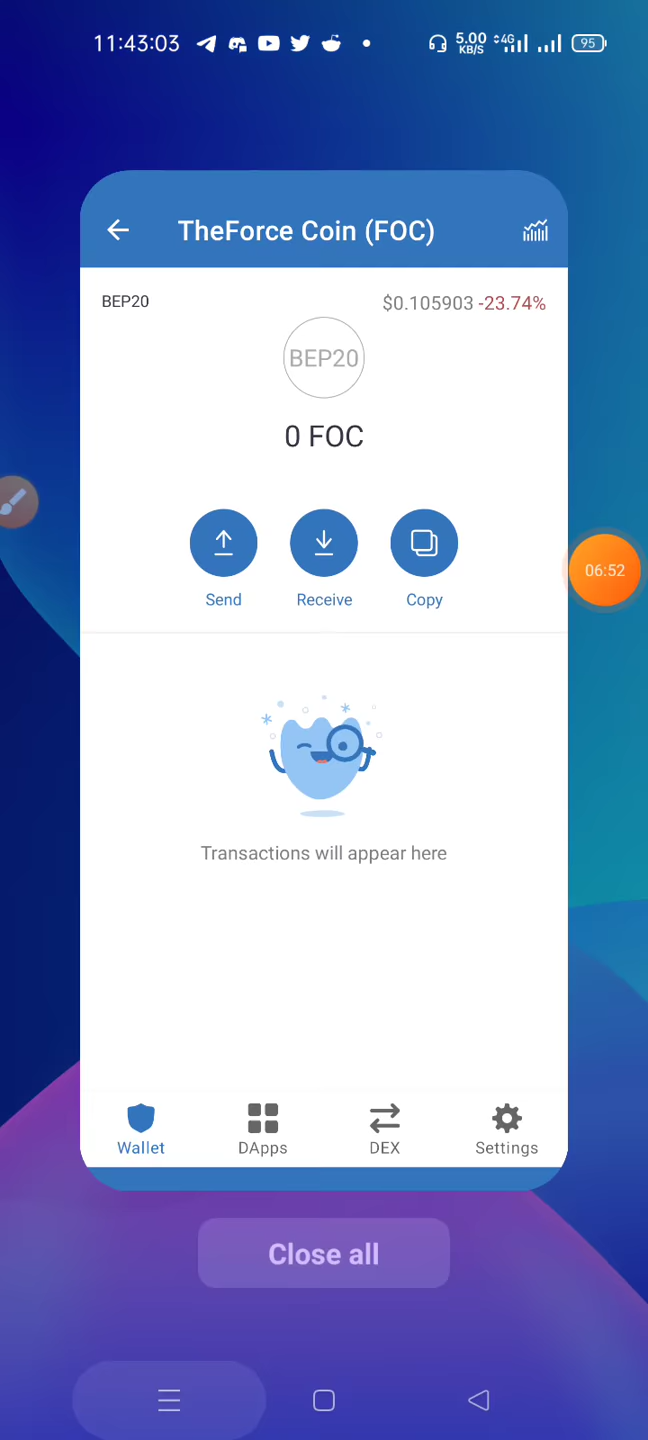 11:43:03 5.00 KB/S 4G 95
TheForce Coin (FOC)
BEP20 $0.105903 -23.74%
BEP20
0 FOC
Send Receive Copy
06:52
Transactions will appear here
Wallet DApps DEX Settings
Close all